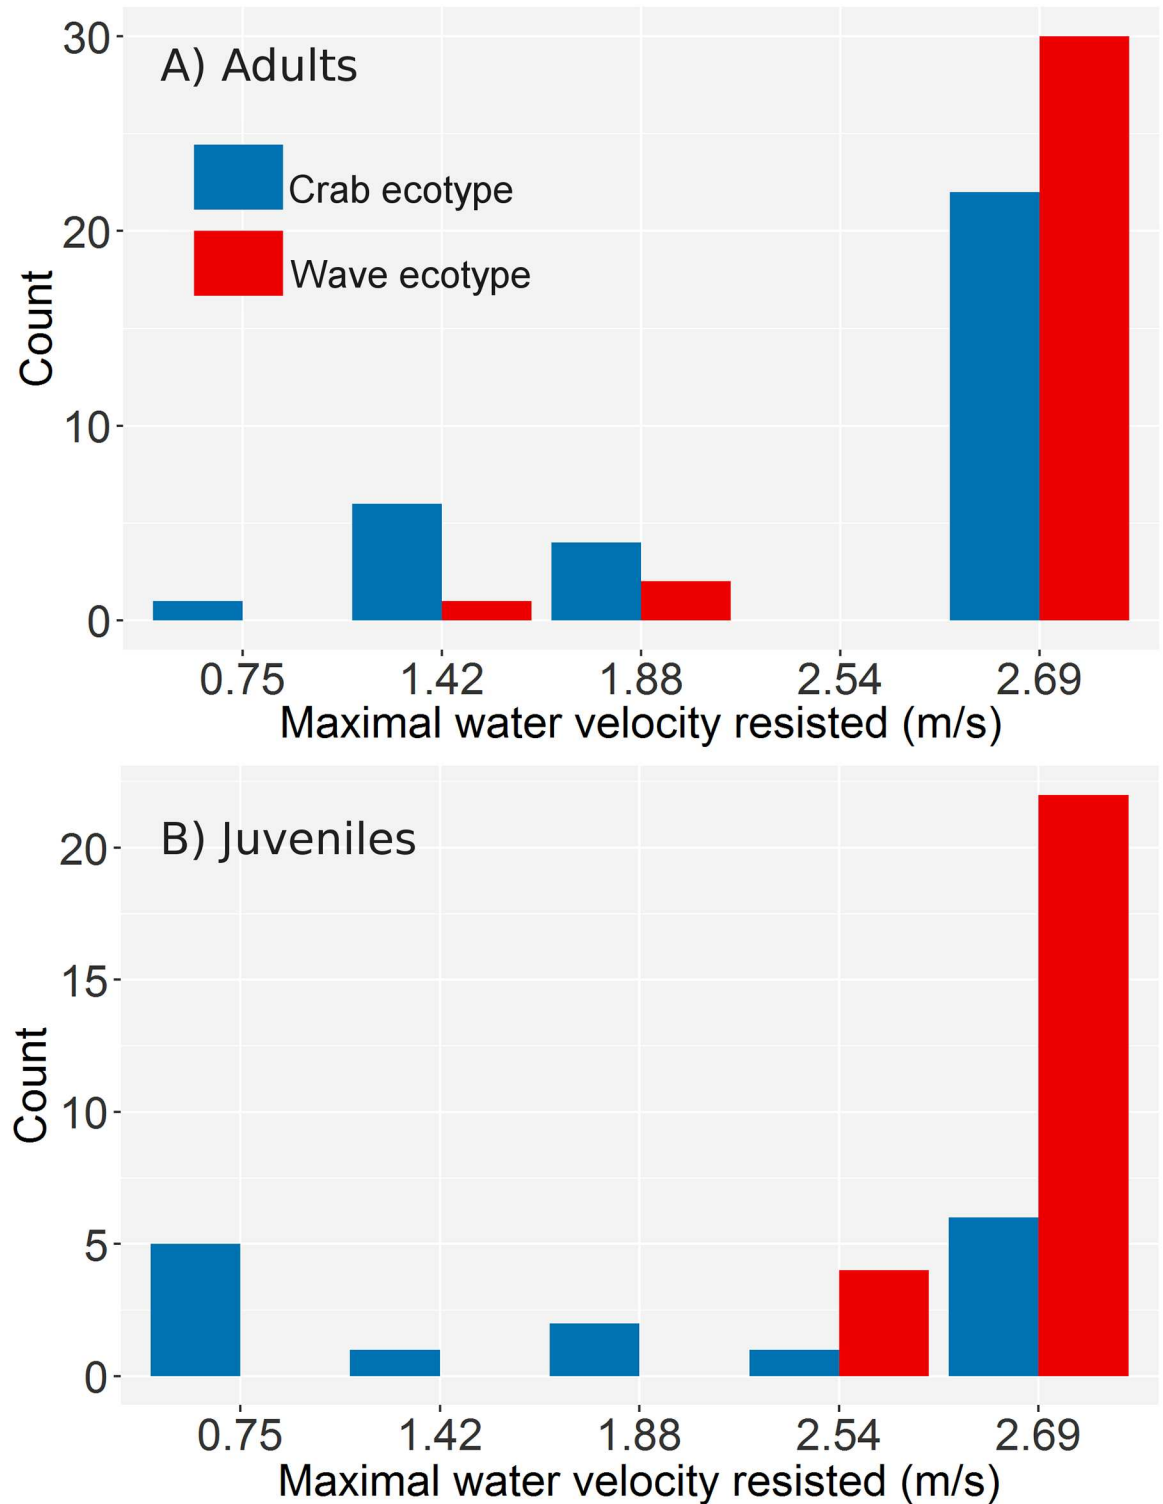 A) Adults
Crab ecotype
Wave ecotype
Count
30
20
10
0
0.75 1.42 1.88 2.54 2.69
Maximal water velocity resisted (m/s)
B) Juveniles
Count
20
15
10
5
0
0.75 1.42 1.88 2.54 2.69
Maximal water velocity resisted (m/s)